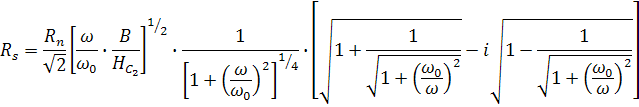 R_s = \frac{R_n}{\sqrt{2}} \left[ \frac{\omega}{\omega_0} \cdot \frac{B}{H_{C_2}} \right]^{1/2} \cdot \frac{1}{\left[ 1 + \left( \frac{\omega}{\omega_0} \right)^2 \right]^{1/4}} \cdot \left[ \sqrt{1 + \frac{1}{\sqrt{1 + \left( \frac{\omega_0}{\omega} \right)^2}}} - i \sqrt{1 - \frac{1}{\sqrt{1 + \left( \frac{\omega_0}{\omega} \right)^2}}} \right]